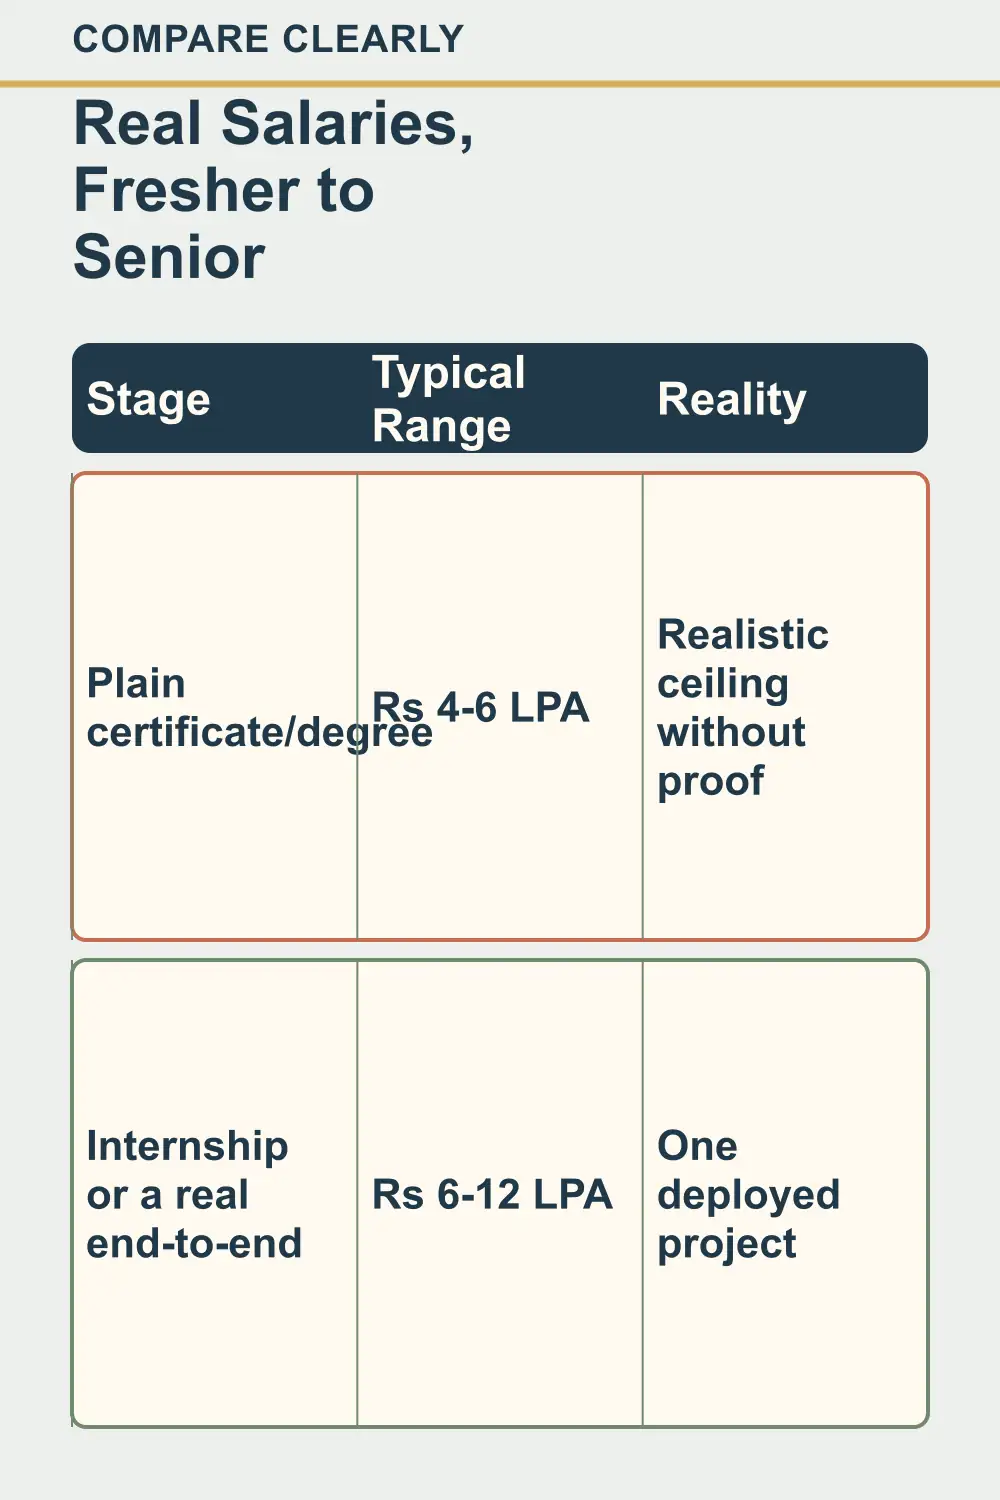 COMPARE CLEARLY
Real Salaries,
Fresher to
Senior
Stage
Typical
Range
Reality
Plain
certificate/degree
Rs 4-6 LPA
Realistic
ceiling
without
proof
Internship
or a real
end-to-end
Rs 6-12 LPA
One
deployed
project